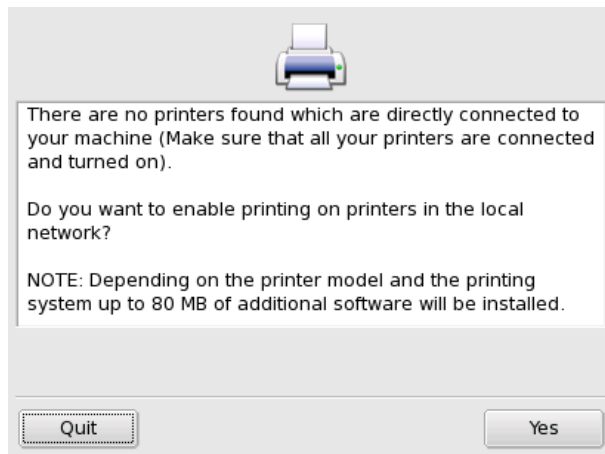 There are no printers found which are directly connected to
your machine (Make sure that all your printers are connected
and turned on).
Do you want to enable printing on printers in the local
network?
NOTE: Depending on the printer model and the printing
system up to 80 MB of additional software will be installed.
Quit
Yes